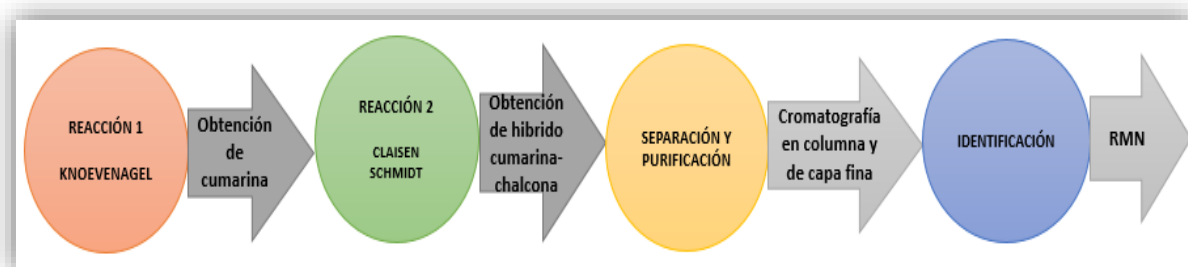 REACCIÓN 1
KNOEVENAGEL
Obtención
de
cumarina
REACCIÓN 2
CLAISEN
SCHMIDT
Obtención
de hibrido
cumarina-
chalcona
SEPARACIÓN Y
PURIFICACIÓN
Cromatografía
en columna y
de capa fina
IDENTIFICACIÓN
RMN